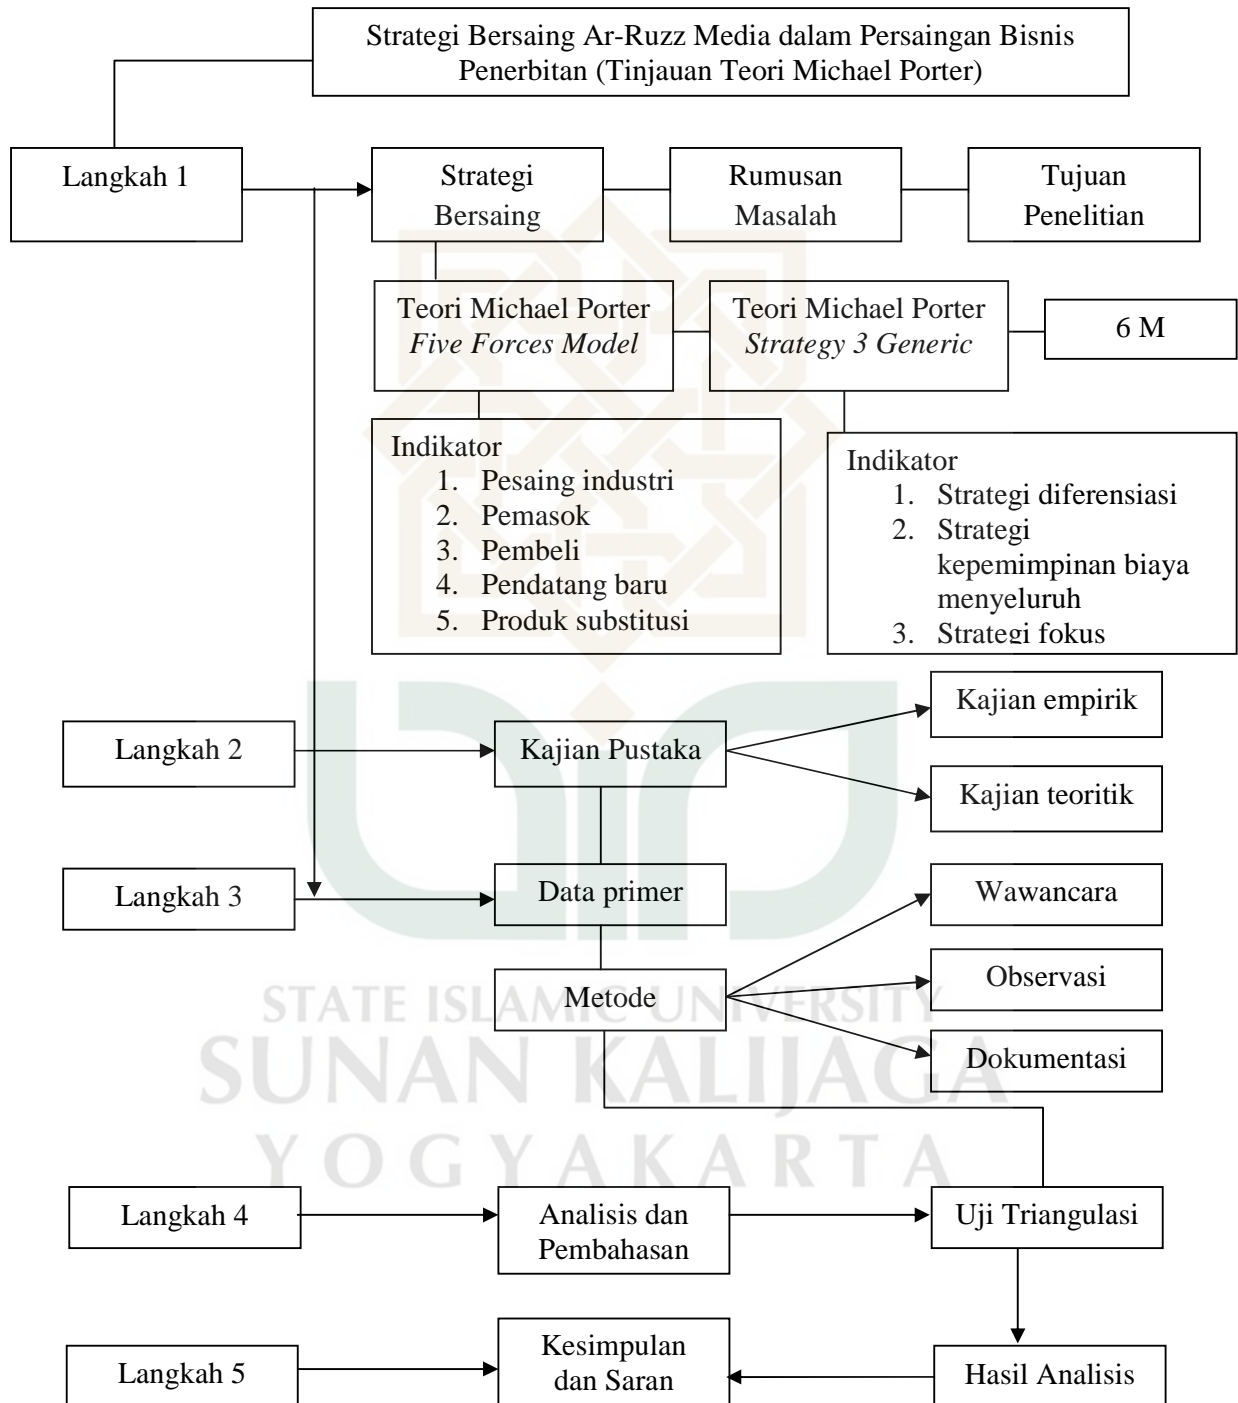 Strategi Bersaing Ar-Ruzz Media dalam Persaingan Bisnis
Penerbitan (Tinjauan Teori Michael Porter)
Langkah 1
Strategi
Bersaing
Rumusan
Masalah
Tujuan
Penelitian
Teori Michael Porter
Five Forces Model
Teori Michael Porter
Strategy 3 Generic
6 M
Indikator
1. Pesaing industri
2. Pemasok
3. Pembeli
4. Pendatang baru
5. Produk substitusi
Indikator
1. Strategi diferensiasi
2. Strategi
kepemimpinan biaya
menyeluruh
3. Strategi fokus
Langkah 2
Kajian Pustaka
Kajian empirik
Kajian teoritik
Langkah 3
Data primer
Wawancara
Metode
Observasi
Dokumentasi
STATE ISLAMIC UNIVERSITY
SUNAN KALIJAGA
YOGYAKARTA
Langkah 4
Analisis dan
Pembahasan
Uji Triangulasi
Langkah 5
Kesimpulan
dan Saran
Hasil Analisis